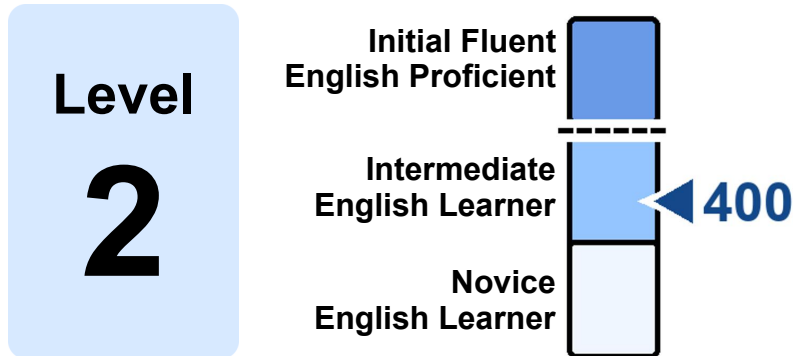 Level
2
Initial Fluent
English Proficient
Intermediate
English Learner
400
Novice
English Learner